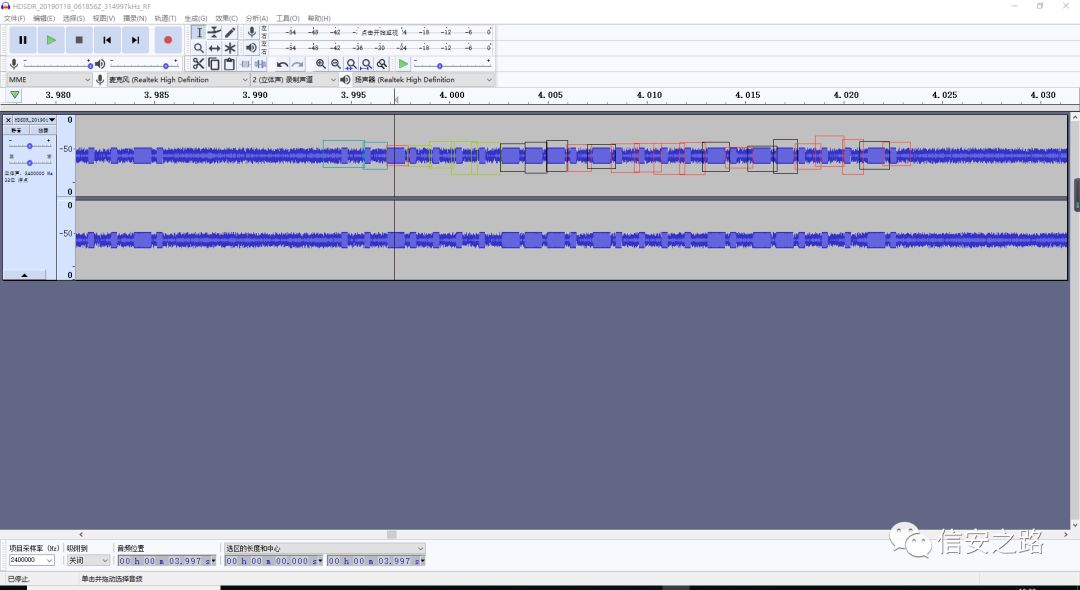 HDSDR_20190118_061856Z_314997kHz_RF
文件(F) 编辑(E) 选择(S) 视图(V) 播录(N) 轨道(T) 生成(G) 效果(C) 分析(A) 工具(O) 帮助(H)
左 右 -54 -48 -42 - 点击开始监视 -18 -12 -6 0
左 右 -54 -48 -42 -36 -30 -24 -18 -12 -6 0
MME 麦克风 (Realtek High Definition 2 (立体声) 录制声道 扬声器 (Realtek High Definition
3.980 3.985 3.990 3.995 4.000 4.005 4.010 4.015 4.020 4.025 4.030
HDSDR_20190
静音 独奏
左 右
立体声, 2400000 Hz
32位 浮点
0
-50
0
0
-50
0
项目采样率 (Hz) 吸附到 音频位置 选区的长度和中心
2400000 关闭 00 h 00 m 03.997 s 00 h 00 m 00.000 s 00 h 00 m 03.997 s
已停止. 单击并拖动选择音频
信安之路